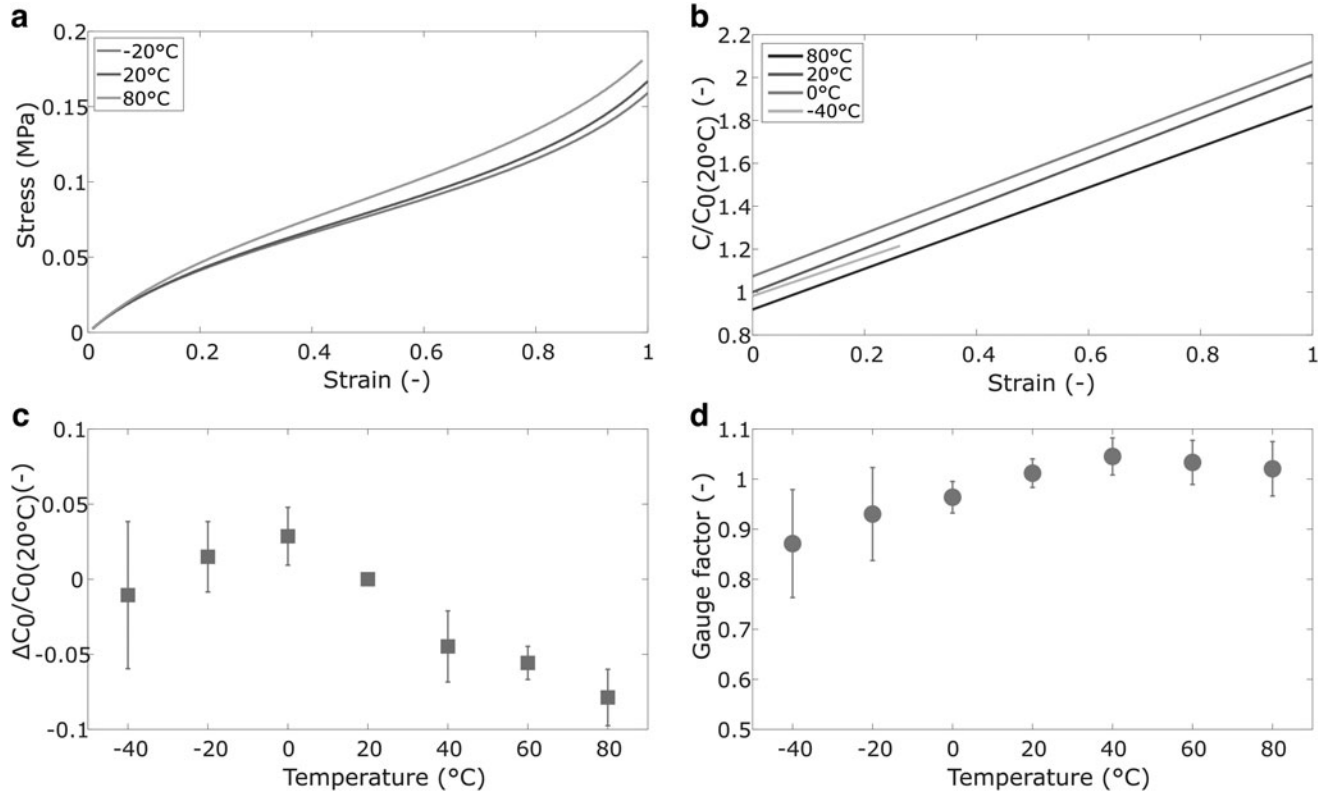 a
Stress (MPa)
0.2
0.15
0.1
0.05
0
-20°C
20°C
80°C
0 0.2 0.4 0.6 0.8 1
Strain (-)
b
C/C0(20°C) (-)
2.2
2
1.8
1.6
1.4
1.2
1
0.8
80°C
20°C
0°C
-40°C
0 0.2 0.4 0.6 0.8 1
Strain (-)
c
ΔC0/C0(20°C)(-)
0.1
0.05
0
-0.05
-0.1
-40 -20 0 20 40 60 80
Temperature (°C)
d
Gauge factor (-)
1.1
1
0.9
0.8
0.7
0.6
0.5
-40 -20 0 20 40 60 80
Temperature (°C)